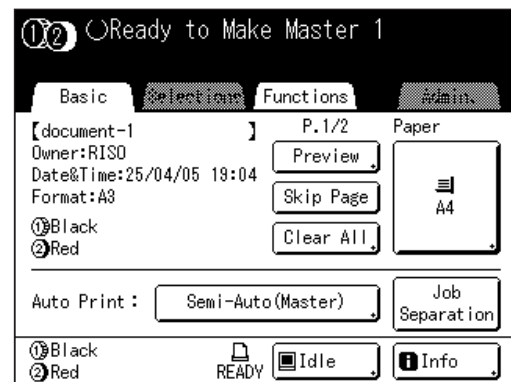 ①② Ready to Make Master 1
Basic Selections Functions Admin.
【document-1 】 P.1/2 Paper
Owner:RISO
Preview
Date&Time:25/04/05 19:04
Format:A3
Skip Page
A4
①Black
②Red
Clear All
Auto Print: Semi-Auto(Master)
Job
Separation
①Black
②Red
READY
Idle
Info